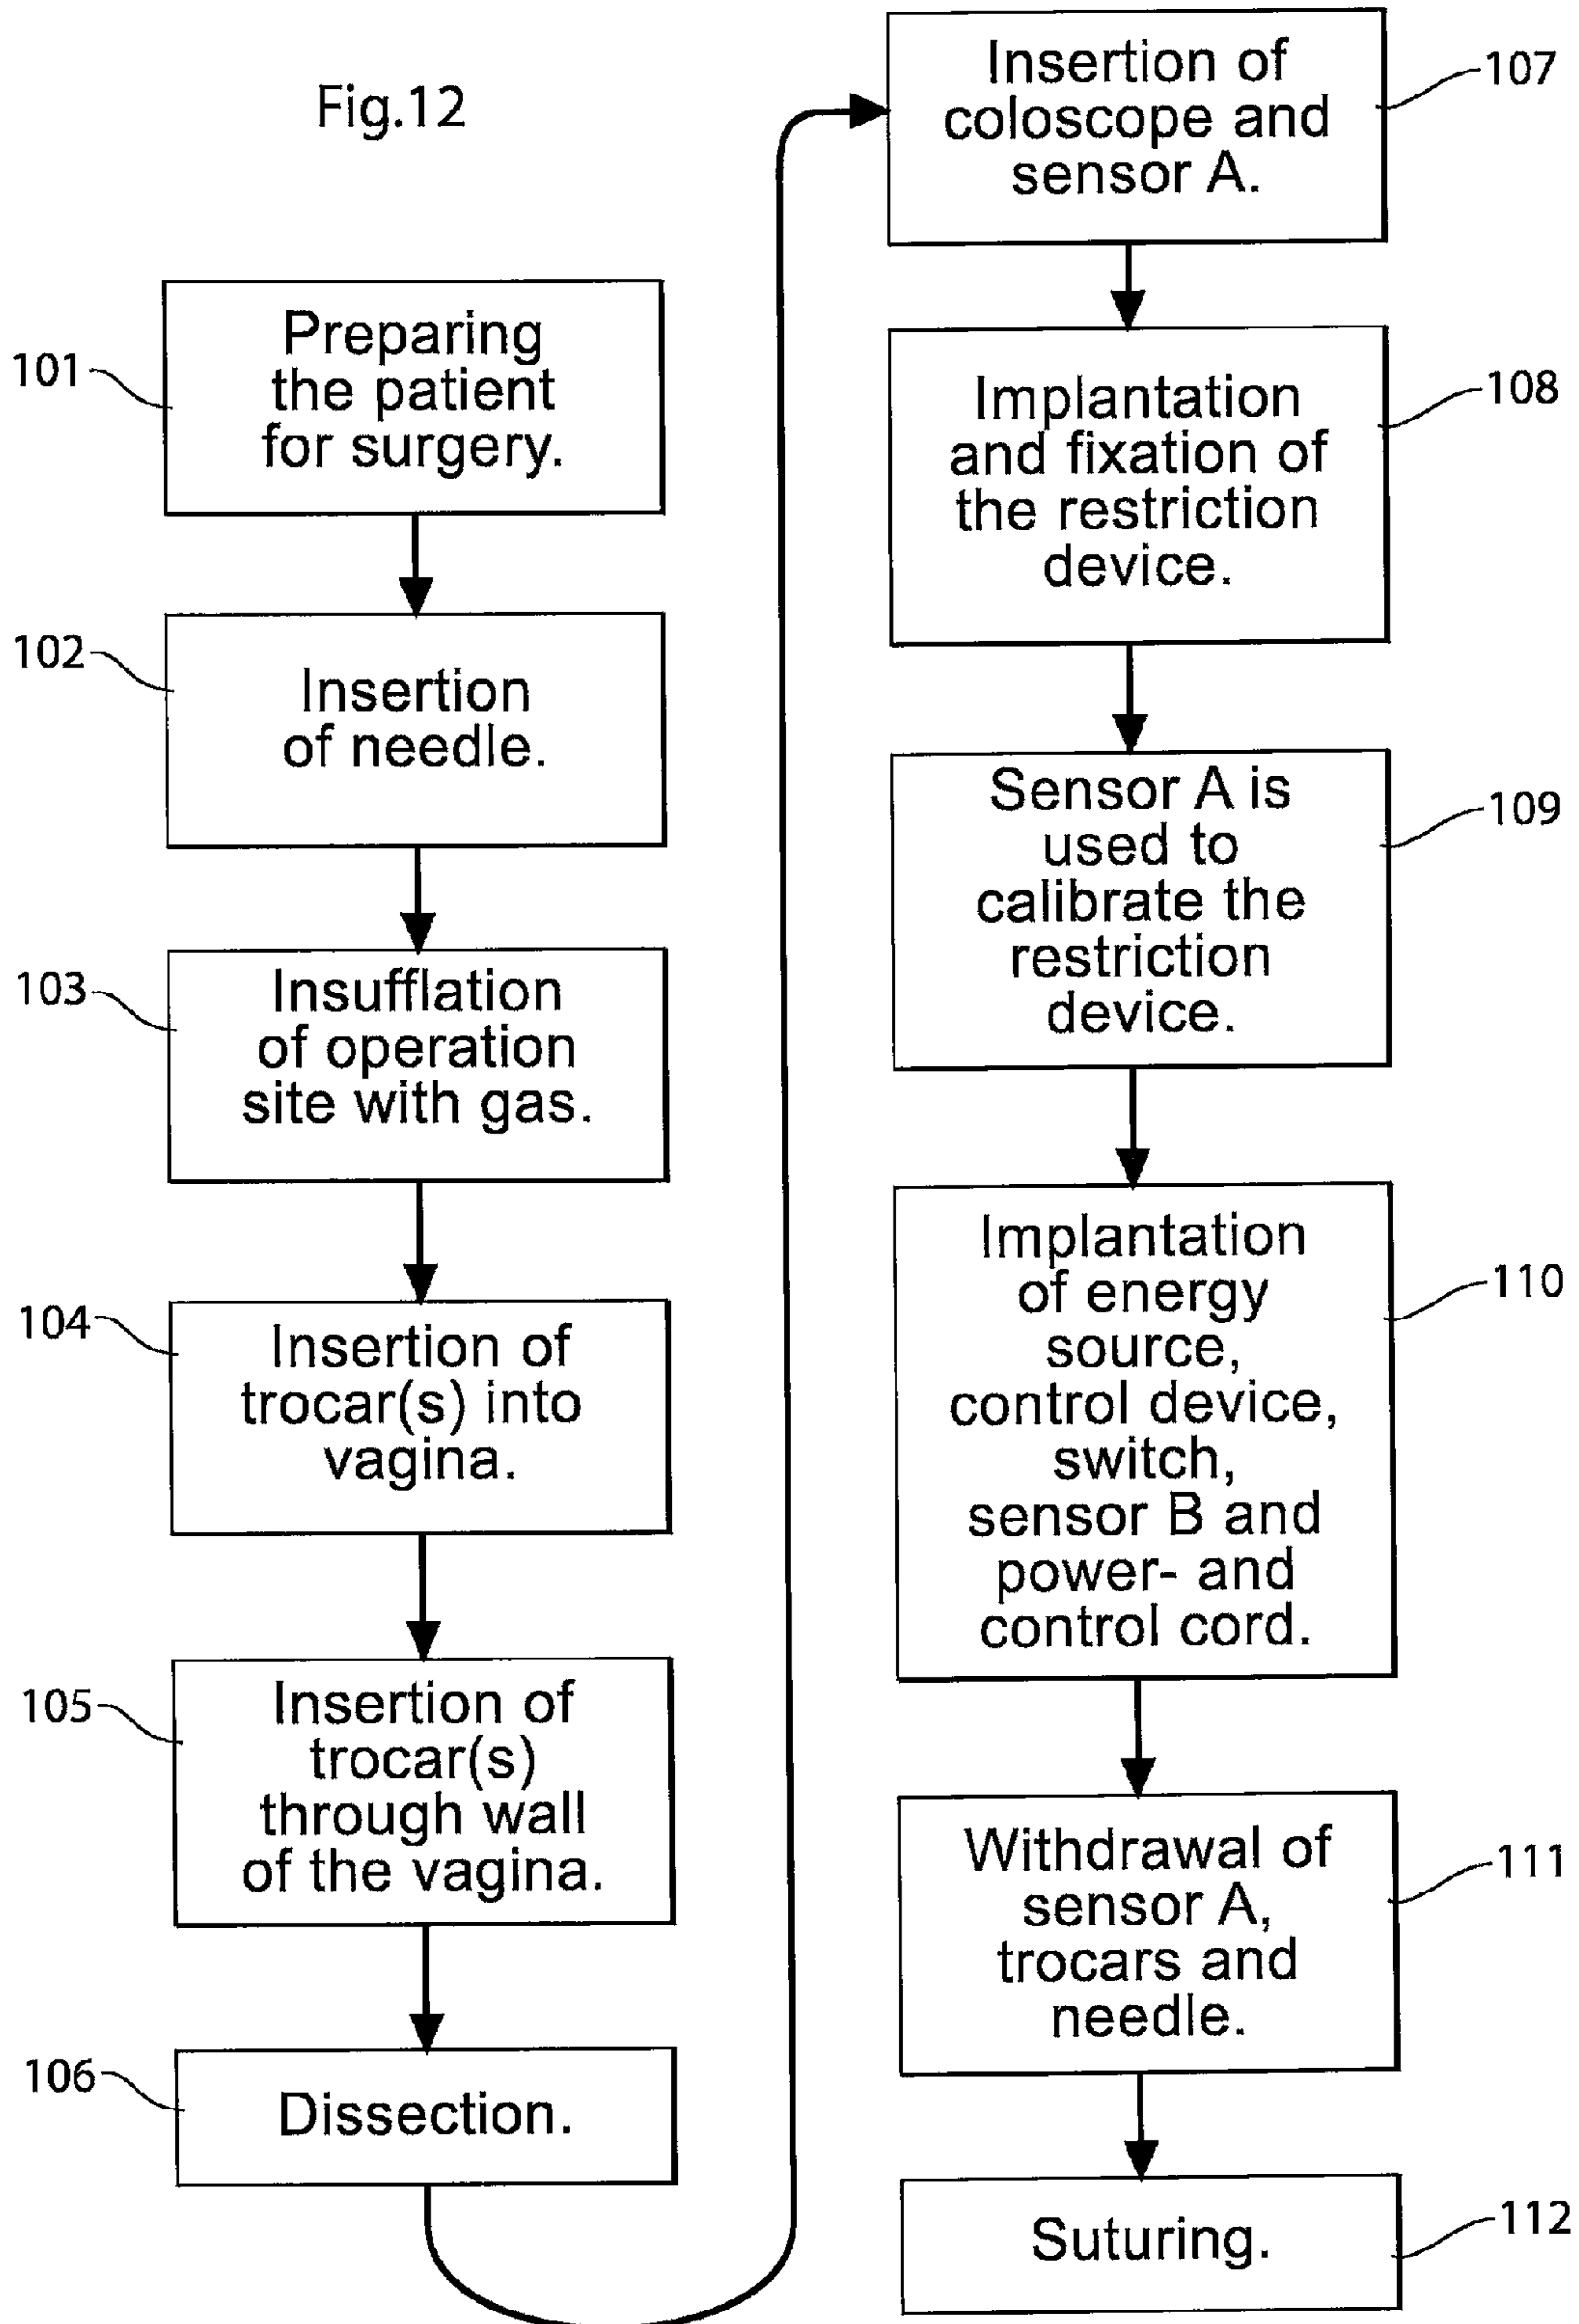 Fig.12
101
Preparing
the patient
for surgery.
102
Insertion
of needle.
103
Insufflation
of operation
site with gas.
104
Insertion of
trocar(s) into
vagina.
105
Insertion of
trocar(s)
through wall
of the vagina.
106
Dissection.
107
Insertion of
coloscope and
sensor A.
108
Implantation
and fixation of
the restriction
device.
109
Sensor A is
used to
calibrate the
restriction
device.
110
Implantation
of energy
source,
control device,
switch,
sensor B and
power- and
control cord.
111
Withdrawal of
sensor A,
trocars and
needle.
112
Suturing.